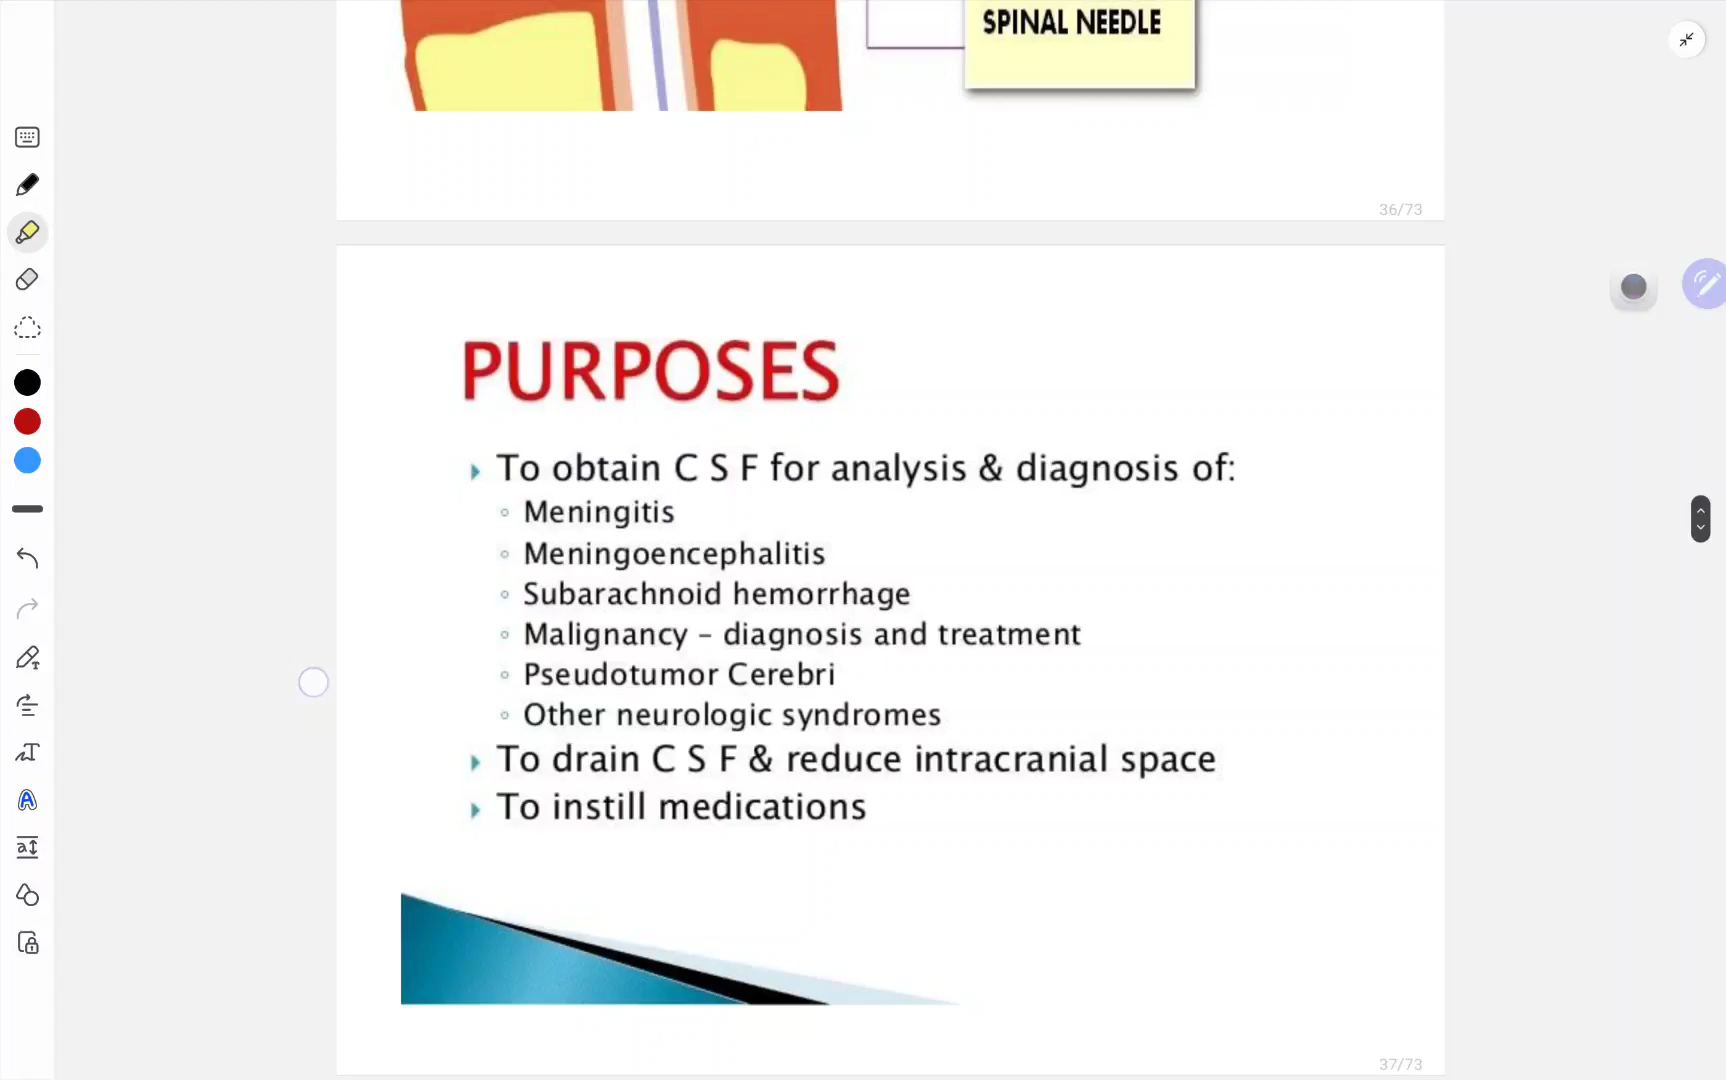 SPINAL NEEDLE
36/73
PURPOSES
To obtain C S F for analysis & diagnosis of:
Meningitis
Meningoencephalitis
Subarachnoid hemorrhage
Malignancy – diagnosis and treatment
Pseudotumor Cerebri
Other neurologic syndromes
To drain C S F & reduce intracranial space
To instill medications
37/73